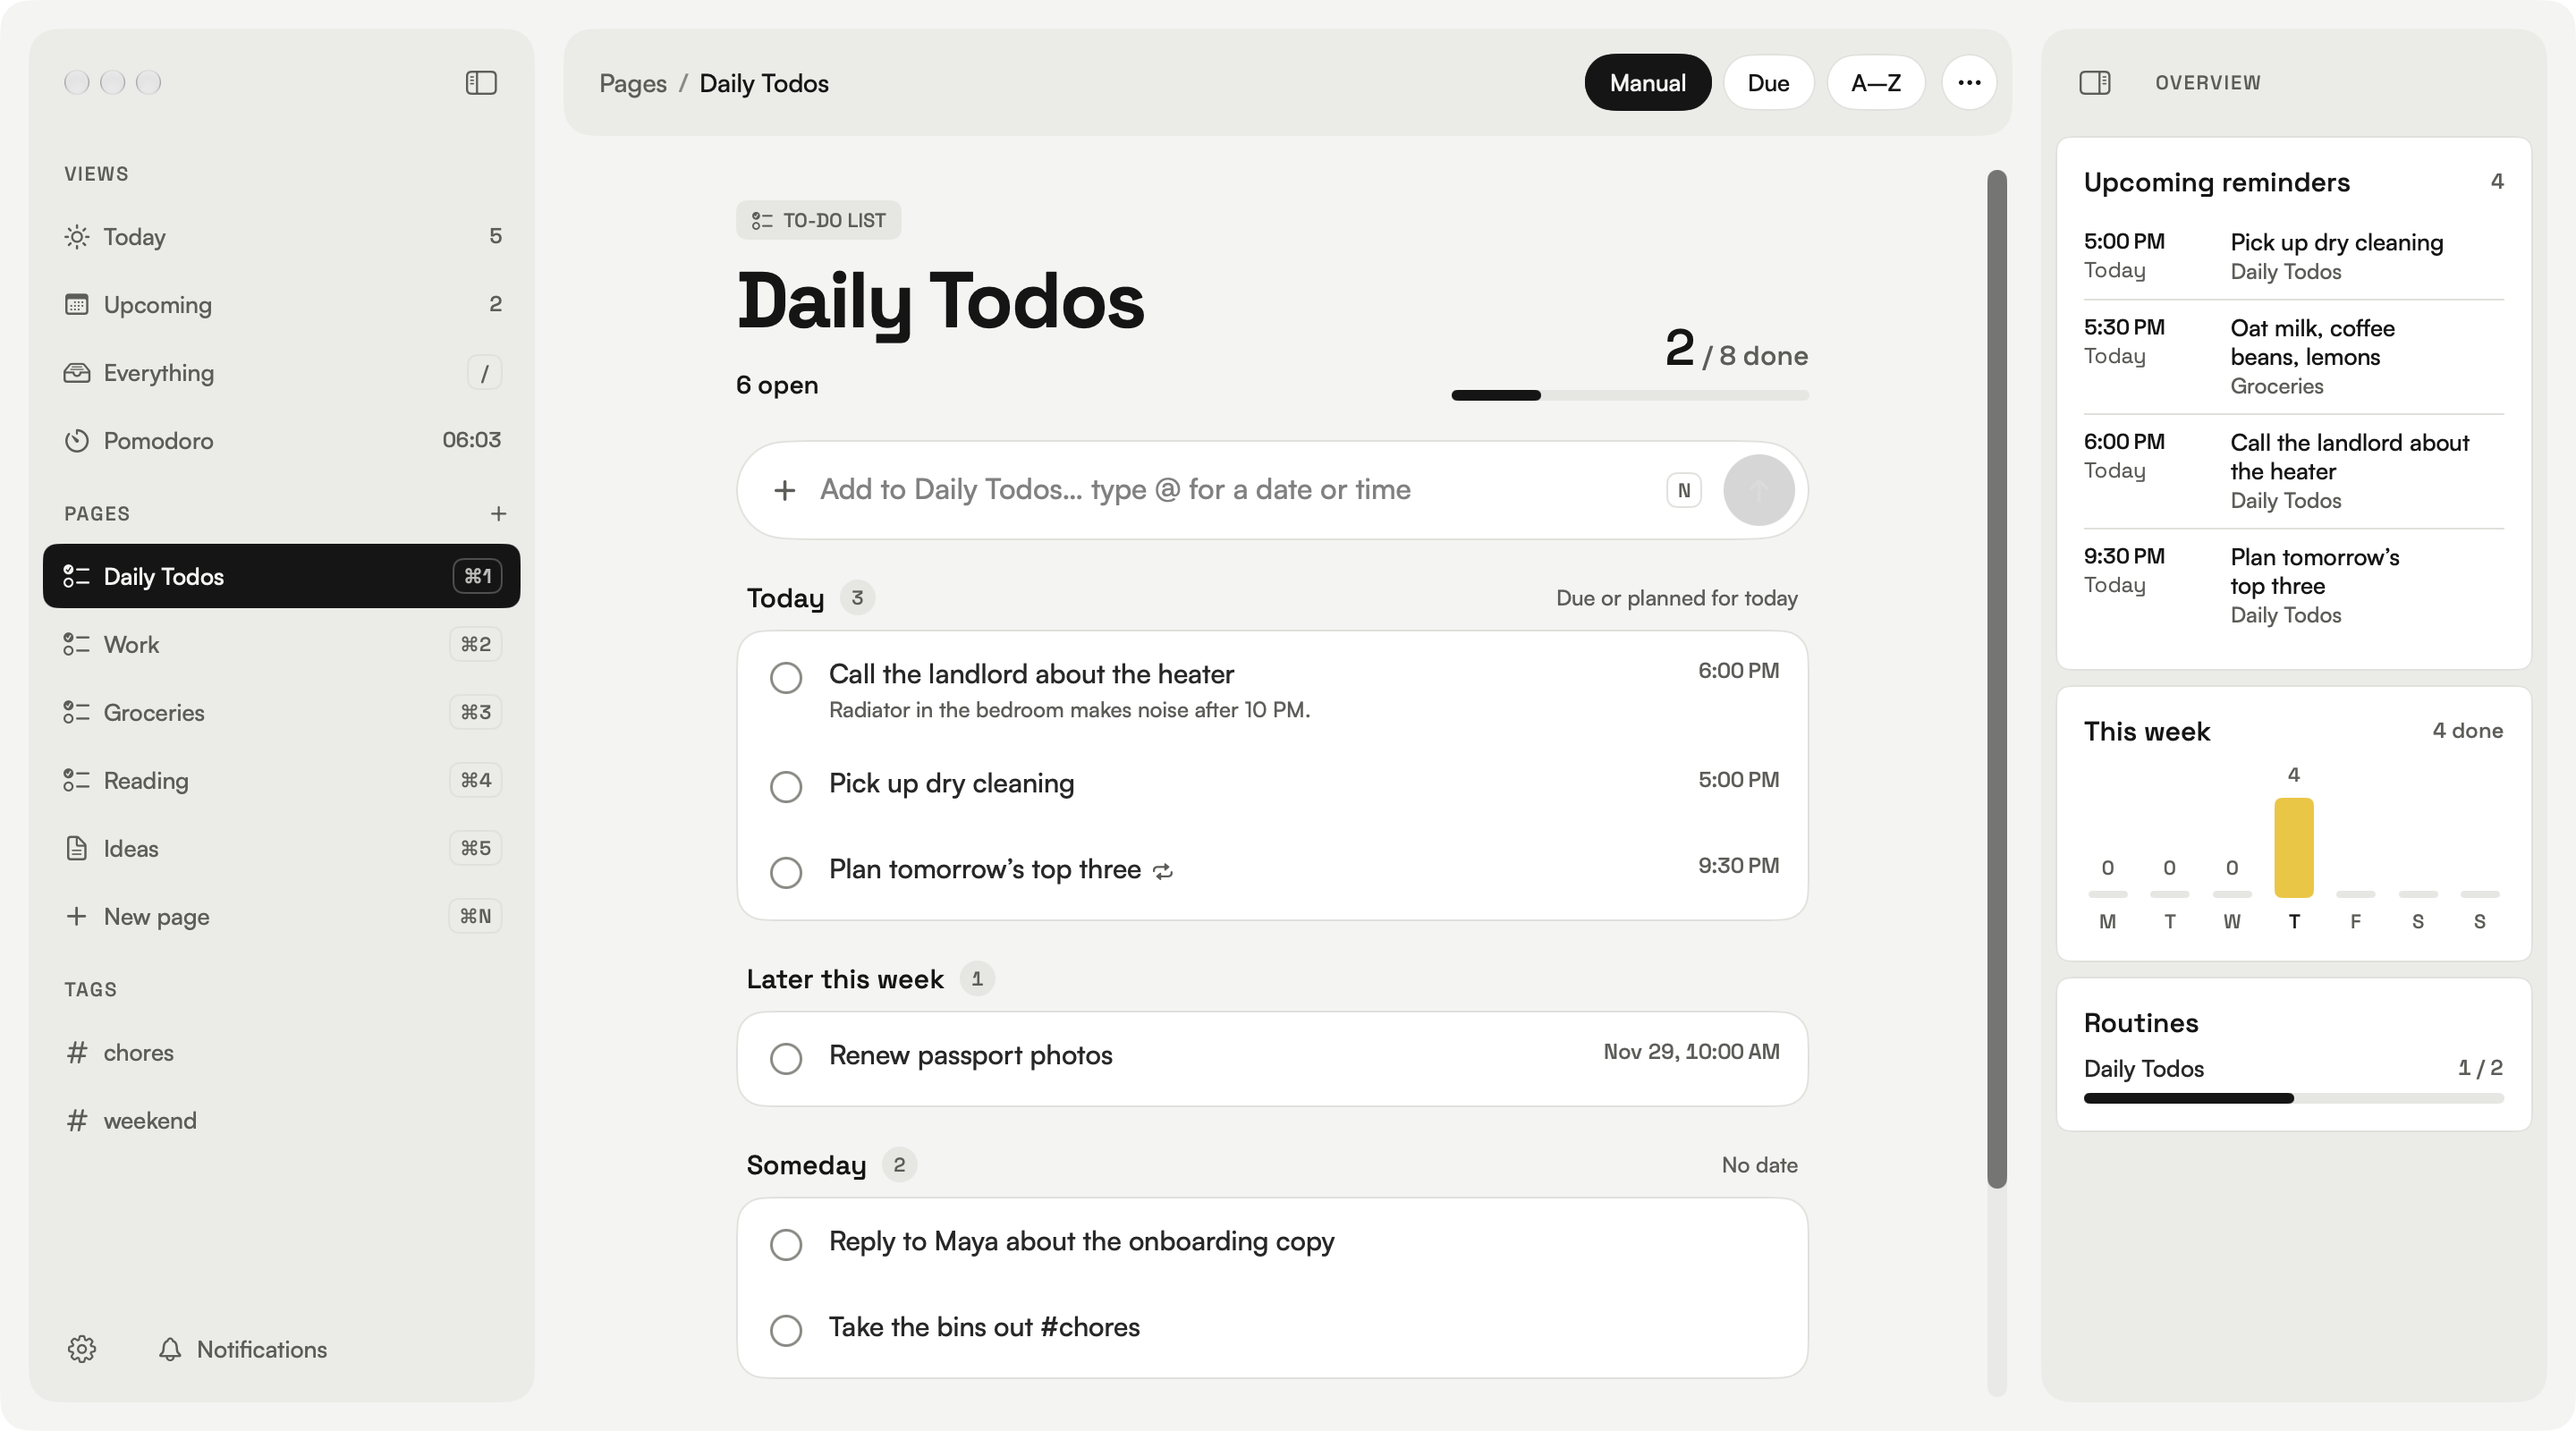 VIEWS
Today 5
Upcoming 2
Everything /
Pomodoro 06:03
PAGES +
Daily Todos ⌘1
Work ⌘2
Groceries ⌘3
Reading ⌘4
Ideas ⌘5
+ New page ⌘N
TAGS
# chores
# weekend
Notifications
Pages / Daily Todos
Manual Due A—Z ···
TO-DO LIST
Daily Todos
6 open
2 / 8 done
+ Add to Daily Todos... type @ for a date or time N
Today 3 Due or planned for today
Call the landlord about the heater 6:00 PM
Radiator in the bedroom makes noise after 10 PM.
Pick up dry cleaning 5:00 PM
Plan tomorrow’s top three 9:30 PM
Later this week 1
Renew passport photos Nov 29, 10:00 AM
Someday 2 No date
Reply to Maya about the onboarding copy
Take the bins out #chores
OVERVIEW
Upcoming reminders 4
5:00 PM Pick up dry cleaning
Today Daily Todos
5:30 PM Oat milk, coffee
Today beans, lemons
Groceries
6:00 PM Call the landlord about
Today the heater
Daily Todos
9:30 PM Plan tomorrow’s
Today top three
Daily Todos
This week 4 done
4
0 0 0
M T W T F S S
Routines
Daily Todos 1 / 2